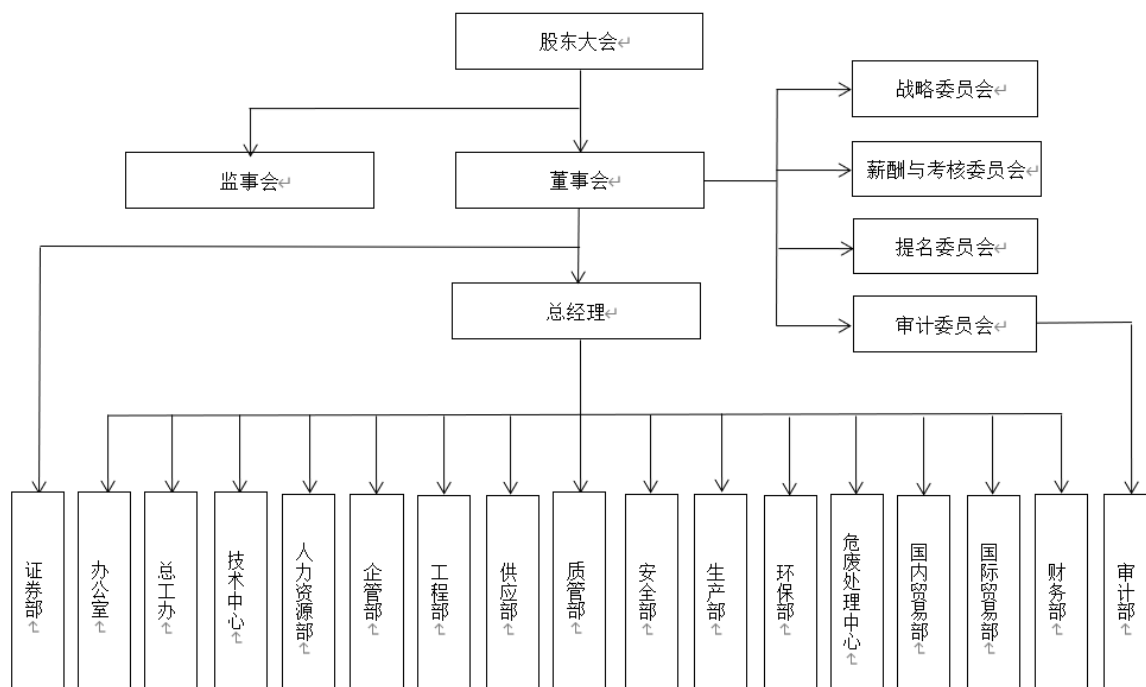 股东大会
战略委员会
监事会
董事会
薪酬与考核委员会
提名委员会
总经理
审计委员会
证券部
办公室
总工办
技术中心
人力资源部
企管部
工程部
供应部
质管部
安全部
生产部
环保部
危废处理中心
国内贸易部
国际贸易部
财务部
审计部